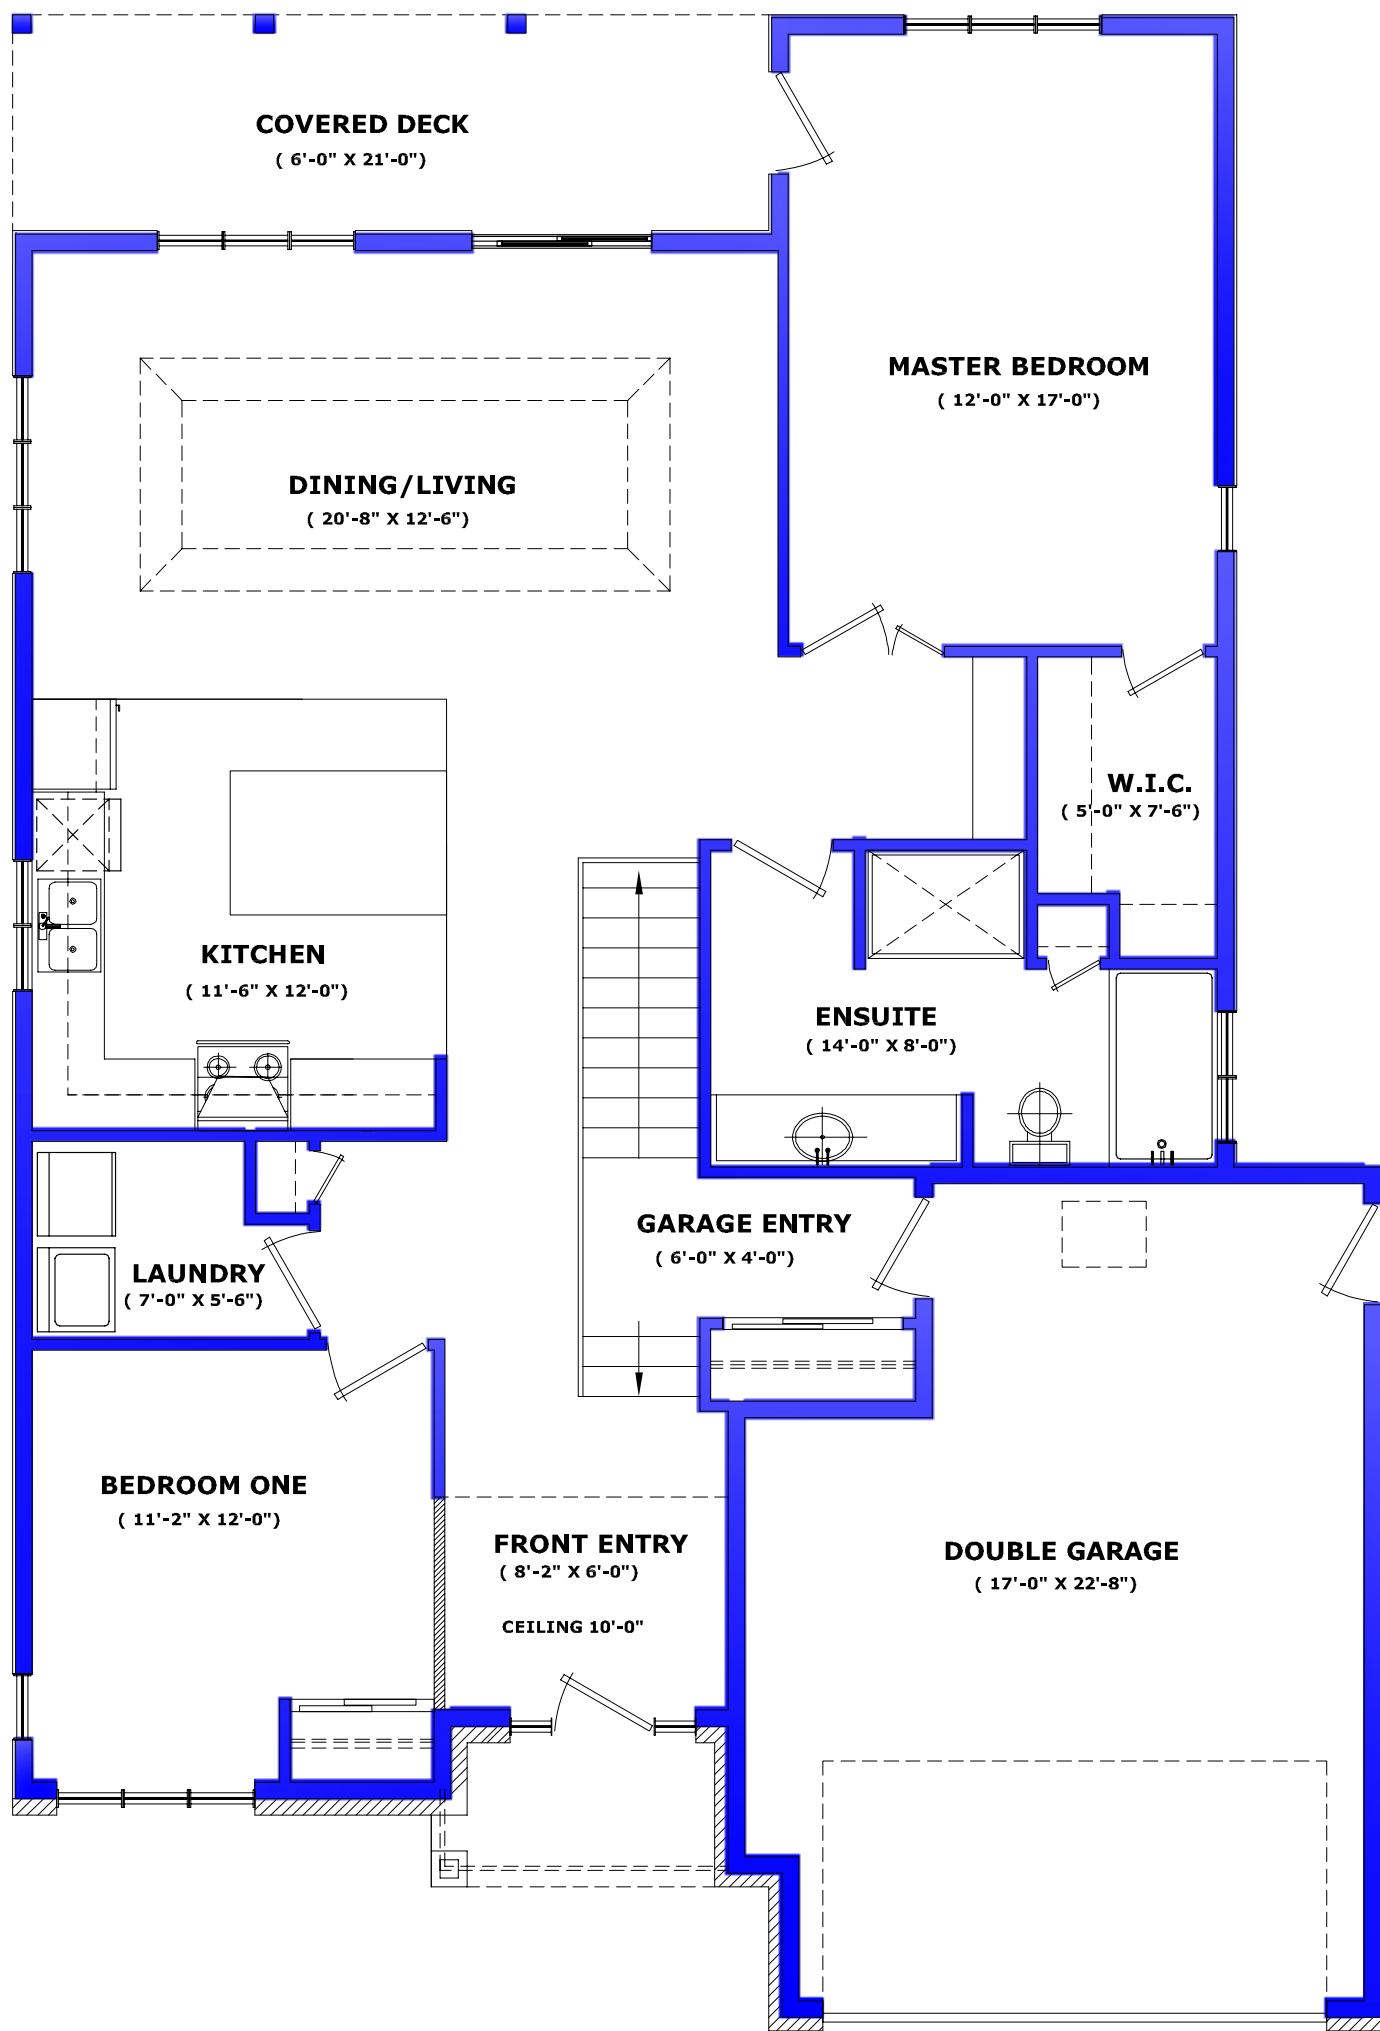 COVERED DECK
( 6'-0" X 21'-0")
MASTER BEDROOM
( 12'-0" X 17'-0")
DINING/LIVING
( 20'-8" X 12'-6")
W.I.C.
( 5'-0" X 7'-6")
KITCHEN
( 11'-6" X 12'-0")
ENSUITE
( 14'-0" X 8'-0")
GARAGE ENTRY
( 6'-0" X 4'-0")
LAUNDRY
( 7'-0" X 5'-6")
BEDROOM ONE
( 11'-2" X 12'-0")
FRONT ENTRY
( 8'-2" X 6'-0")
CEILING 10'-0"
DOUBLE GARAGE
( 17'-0" X 22'-8")